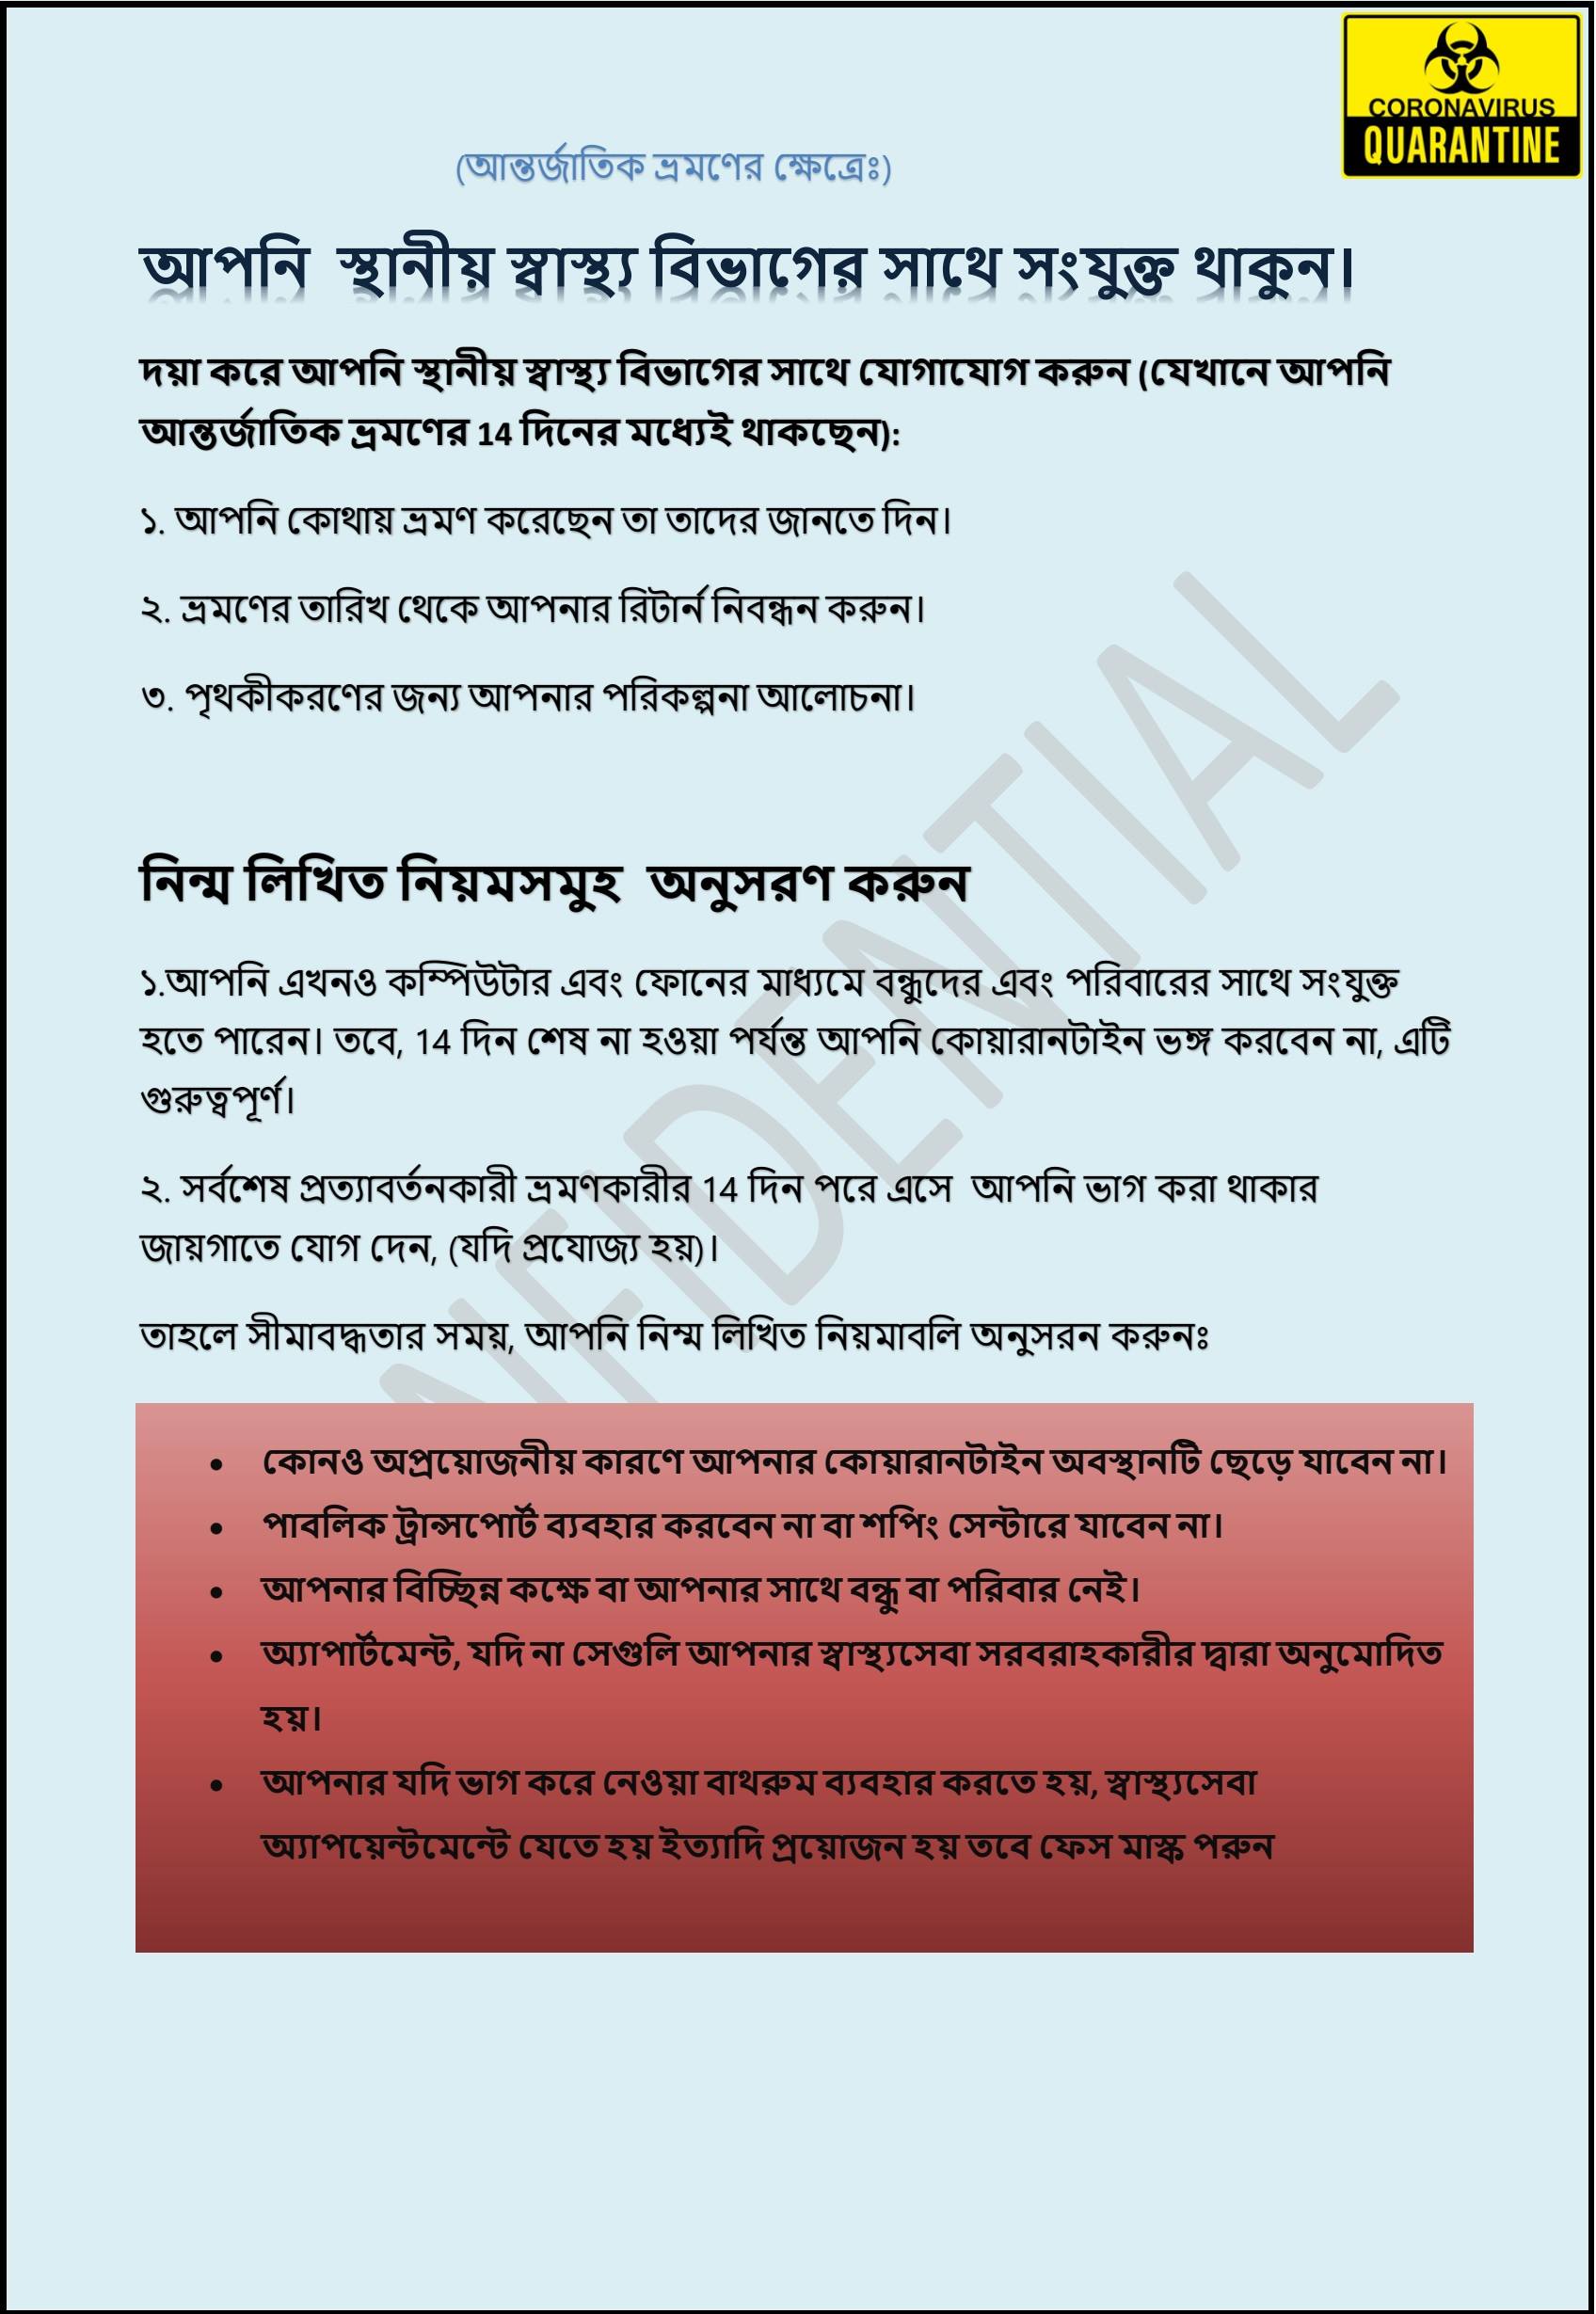 CORONAVIRUS
QUARANTINE
(আন্তর্জাতিক ভ্রমণের ক্ষেত্রেঃ)
আপনি স্থানীয় স্বাস্থ্য বিভাগের সাথে সংযুক্ত থাকুন।
দয়া করে আপনি স্থানীয় স্বাস্থ্য বিভাগের সাথে যোগাযোগ করুন (যেখানে আপনি
আন্তর্জাতিক ভ্রমণের 14 দিনের মধ্যেই থাকছেন):
১. আপনি কোথায় ভ্রমণ করেছেন তা তাদের জানতে দিন।
২. ভ্রমণের তারিখ থেকে আপনার রিটার্ন নিবন্ধন করুন।
৩. পৃথকীকরণের জন্য আপনার পরিকল্পনা আলোচনা।
নিন্ম লিখিত নিয়মসমুহ অনুসরণ করুন
১.আপনি এখনও কম্পিউটার এবং ফোনের মাধ্যমে বন্ধুদের এবং পরিবারের সাথে সংযুক্ত
হতে পারেন। তবে, 14 দিন শেষ না হওয়া পর্যন্ত আপনি কোয়ারানটাইন ভঙ্গ করবেন না, এটি
গুরুত্বপূর্ণ।
২. সর্বশেষ প্রত্যাবর্তনকারী ভ্রমণকারীর 14 দিন পরে এসে আপনি ভাগ করা থাকার
জায়গাতে যোগ দেন, (যদি প্রযোজ্য হয়)।
তাহলে সীমাবদ্ধতার সময়, আপনি নিম্ম লিখিত নিয়মাবলি অনুসরন করুনঃ
• কোনও অপ্রয়োজনীয় কারণে আপনার কোয়ারানটাইন অবস্থানটি ছেড়ে যাবেন না।
• পাবলিক ট্রান্সপোর্ট ব্যবহার করবেন না বা শপিং সেন্টারে যাবেন না।
• আপনার বিচ্ছিন্ন কক্ষে বা আপনার সাথে বন্ধু বা পরিবার নেই।
• অ্যাপার্টমেন্ট, যদি না সেগুলি আপনার স্বাস্থ্যসেবা সরবরাহকারীর দ্বারা অনুমোদিত
হয়।
• আপনার যদি ভাগ করে নেওয়া বাথরুম ব্যবহার করতে হয়, স্বাস্থ্যসেবা
অ্যাপয়েন্টমেন্টে যেতে হয় ইত্যাদি প্রয়োজন হয় তবে ফেস মাস্ক পরুন